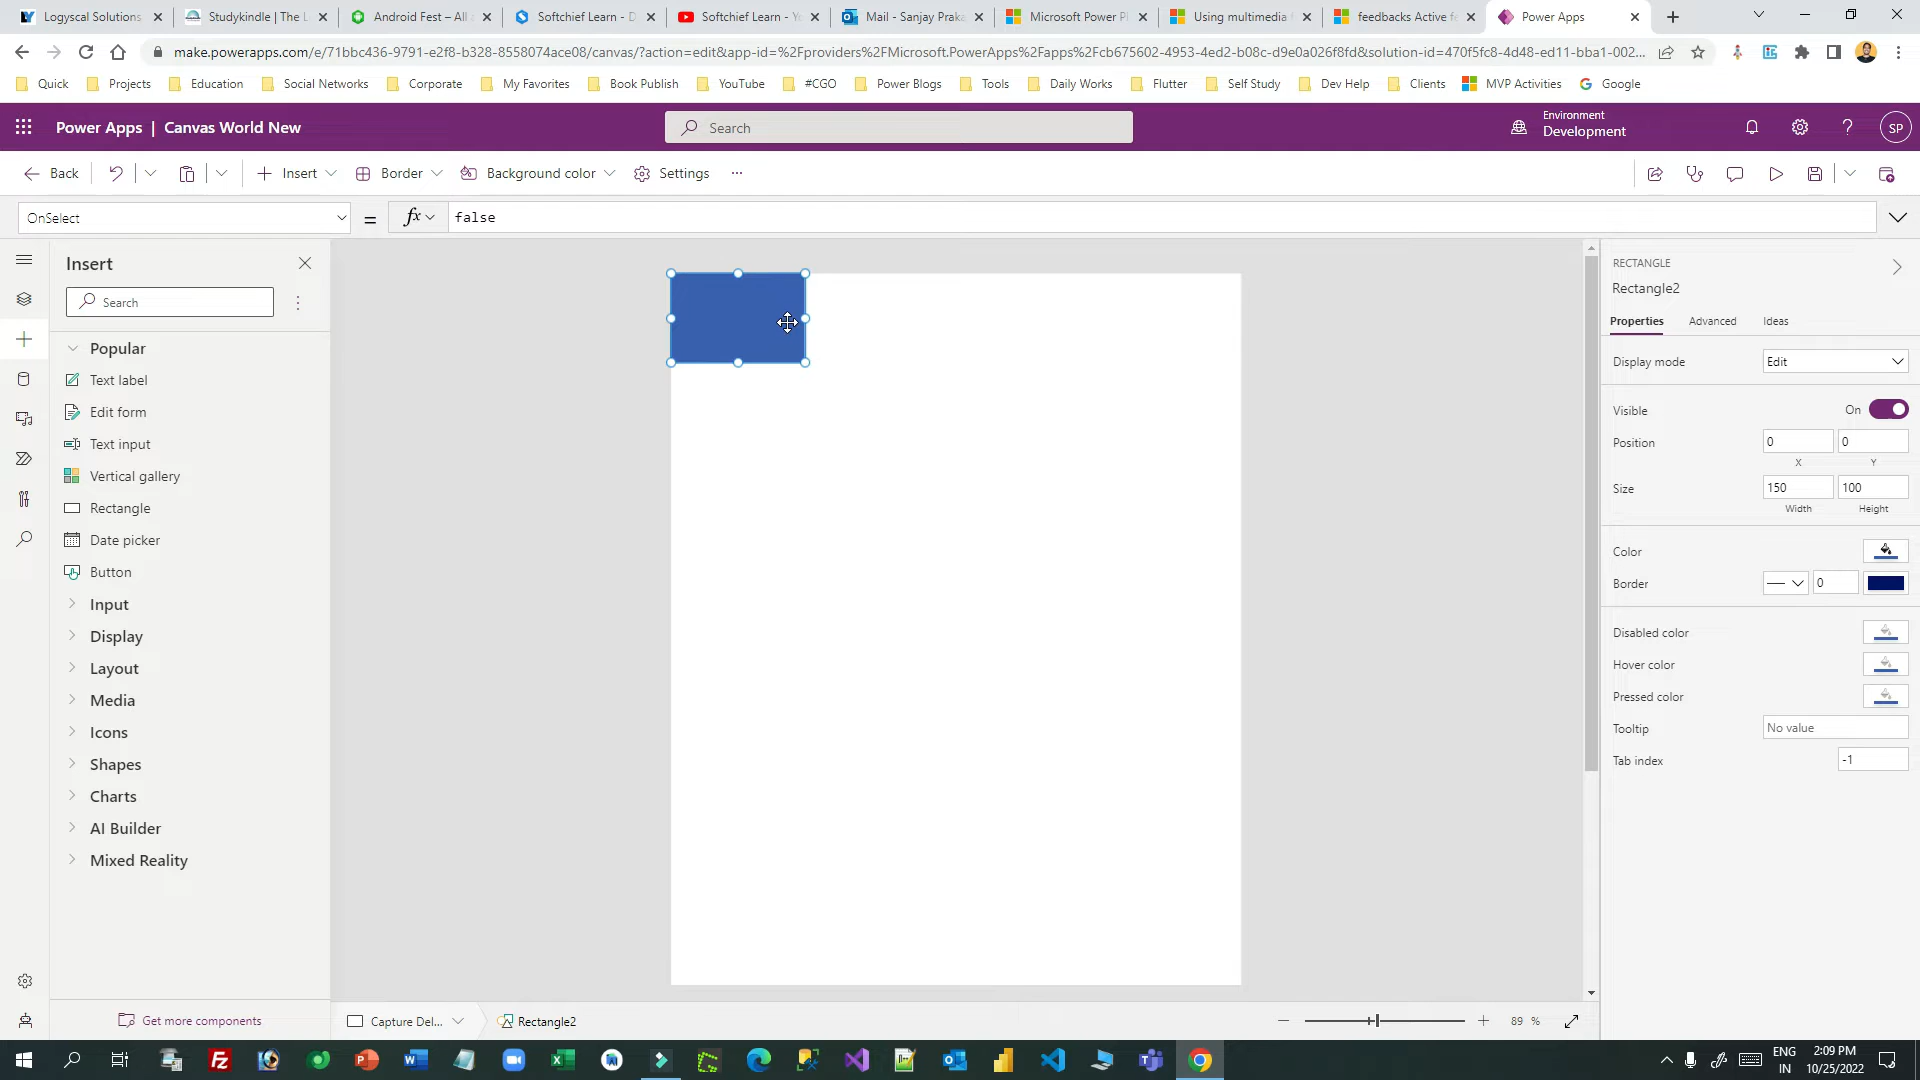 Logyscal Solutions
Studykindle | The L
Android Fest – All
Softchief Learn - D
Softchief Learn - Yo
Mail - Sanjay Praka
Microsoft Power Pl
Using multimedia f
feedbacks Active fe
Power Apps
make.powerapps.com/e/71bbc436-9791-e2f8-b328-8558074ace08/canvas/?action=edit&app-id=%2Fproviders%2FMicrosoft.PowerApps%2Fapps%2Fcb675602-4953-4ed2-b08c-d9e0a026f8fd&solution-id=470f5fc8-4d48-ed11-bba1-002...
Quick
Projects
Education
Social Networks
Corporate
My Favorites
Book Publish
YouTube
#CGO
Power Blogs
Tools
Daily Works
Flutter
Self Study
Dev Help
Clients
MVP Activities
Google
Power Apps | Canvas World New
Search
Environment
Development
SP
Back
Insert
Border
Background color
Settings
OnSelect
=
fx
false
Insert
Search
Popular
Text label
Edit form
Text input
Vertical gallery
Rectangle
Date picker
Button
Input
Display
Layout
Media
Icons
Shapes
Charts
AI Builder
Mixed Reality
Get more components
Capture Del...
Rectangle2
89 %
RECTANGLE
Rectangle2
Properties
Advanced
Ideas
Display mode
Edit
Visible
On
Position
0
0
X
Y
Size
150
100
Width
Height
Color
Border
0
Disabled color
Hover color
Pressed color
Tooltip
No value
Tab index
-1
ENG
IN
2:09 PM
10/25/2022